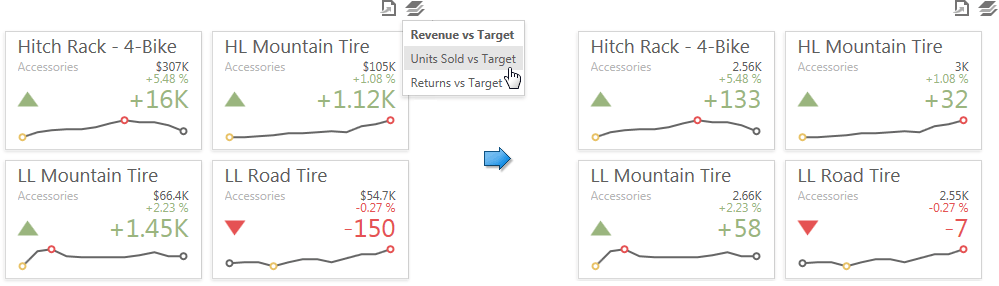 Revenue vs Target
Units Sold vs Target
Returns vs Target
Hitch Rack - 4-Bike
Accessories $307K
+5.48 %
+16K
HL Mountain Tire
Accessories $105K
+1.08 %
+1.12K
LL Mountain Tire
Accessories $66.4K
+2.23 %
+1.45K
LL Road Tire
Accessories $54.7K
-0.27 %
-150
Hitch Rack - 4-Bike
Accessories 2.56K
+5.48 %
+133
HL Mountain Tire
Accessories 3K
+1.08 %
+32
LL Mountain Tire
Accessories 2.66K
+2.23 %
+58
LL Road Tire
Accessories 2.55K
-0.27 %
-7